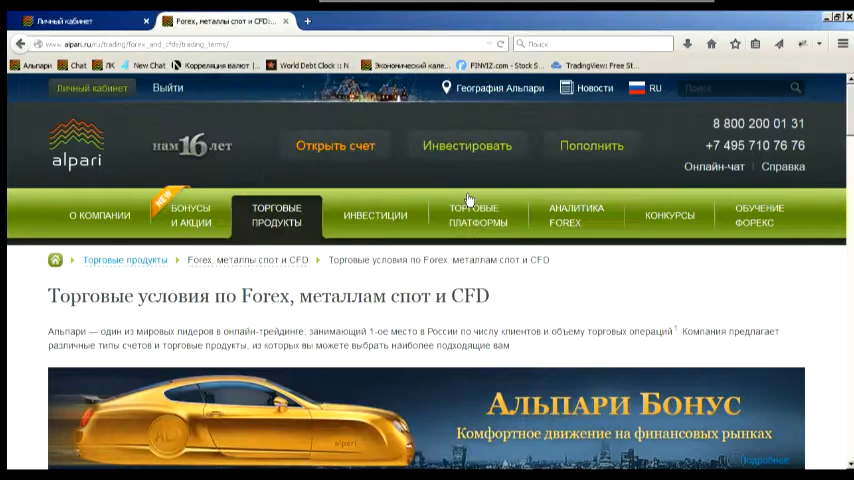 Личный кабинет
Forex, металлы спот и CFD:...
www.alpari.ru/ru/trading/forex_and_cfds/trading_terms/
Поиск
Альпари
Chat
ЛК
New Chat
Корреляция валют |...
World Debt Clock :: N...
Экономический кале...
FINVIZ.com - Stock S...
TradingView: Free St...
Личный кабинет
Выйти
География Альпари
Новости
RU
Поиск
alpari
нам 16 лет
Открыть счет
Инвестировать
Пополнить
8 800 200 01 31
+7 495 710 76 76
Онлайн-чат
Справка
О КОМПАНИИ
NEW
БОНУСЫ
И АКЦИИ
ТОРГОВЫЕ
ПРОДУКТЫ
ИНВЕСТИЦИИ
ТОРГОВЫЕ
ПЛАТФОРМЫ
АНАЛИТИКА
FOREX
КОНКУРСЫ
ОБУЧЕНИЕ
ФОРЕКС
Торговые продукты
Forex, металлы спот и CFD
Торговые условия по Forex, металлам спот и CFD
Торговые условия по Forex, металлам спот и CFD
Альпари — один из мировых лидеров в онлайн-трейдинге, занимающий 1-ое место в России по числу клиентов и объему торговых операций¹. Компания предлагает
различные типы счетов и торговые продукты, из которых вы можете выбрать наиболее подходящие вам.
АЛЬПАРИ БОНУС
Комфортное движение на финансовых рынках
AL
alpari
Подробнее